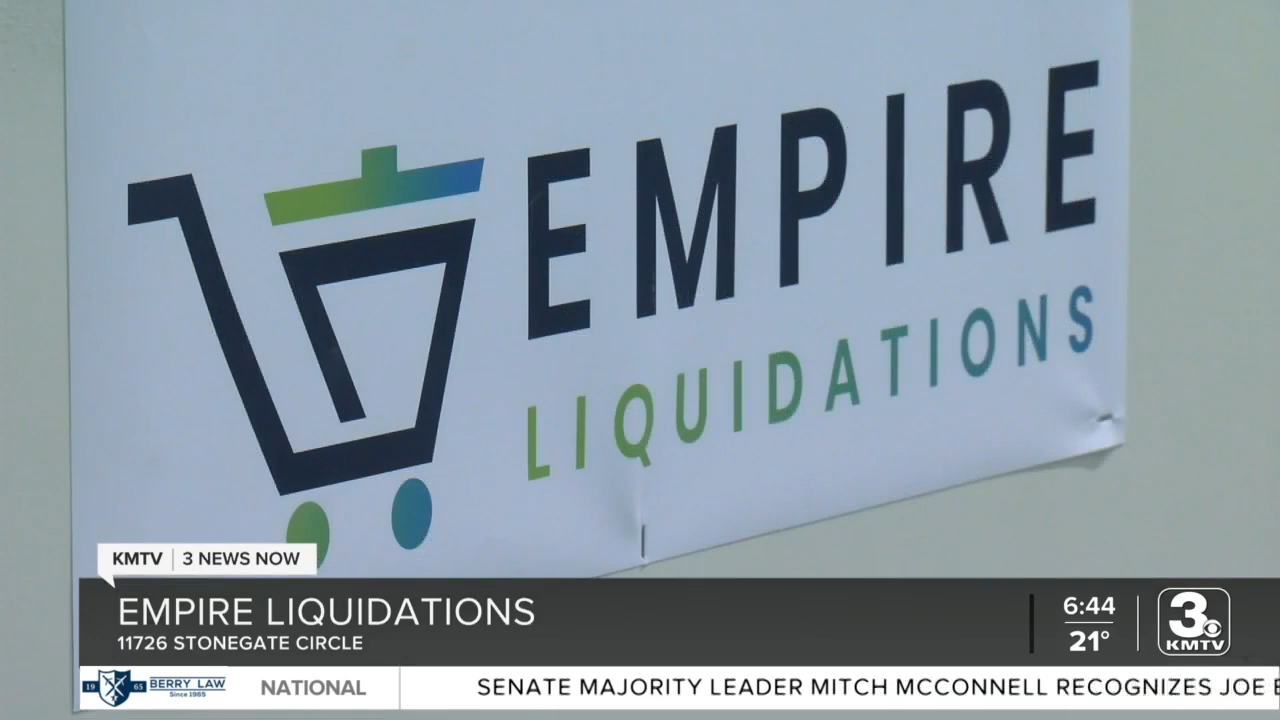 EMPIRE
LIQUIDATIONS
KMTV | 3 NEWS NOW
EMPIRE LIQUIDATIONS
11726 STONEGATE CIRCLE
6:44
21°
3
KMTV
19 65 BERRY LAW
Since 1965
NATIONAL
SENATE MAJORITY LEADER MITCH MCCONNELL RECOGNIZES JOE